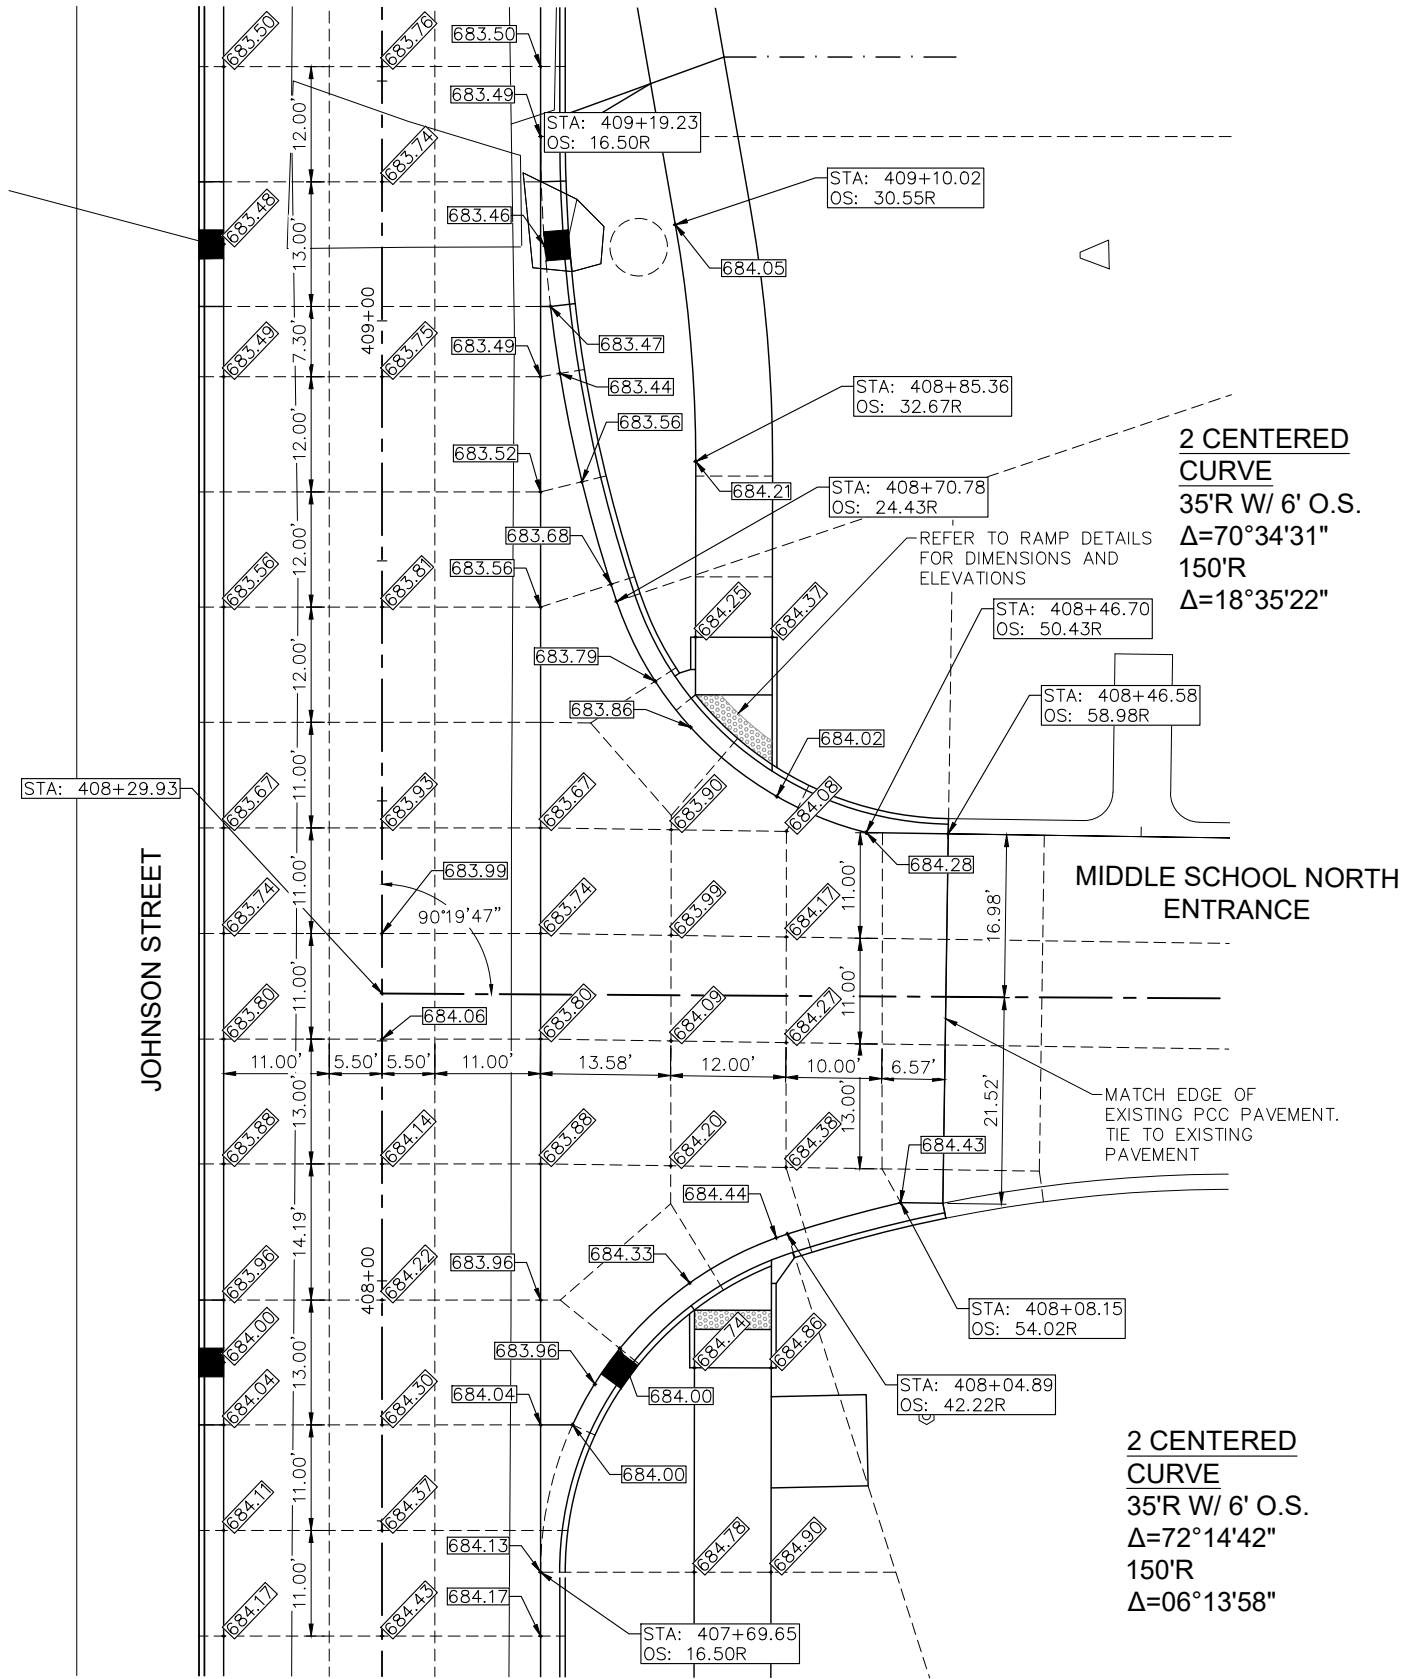 683.50
683.76
683.50
12.00'
683.49
STA: 409+19.23
OS: 16.50R
683.74
STA: 409+10.02
OS: 30.55R
683.48
683.46
13.00'
684.05
409+00
683.49
7.30'
683.75
683.49
683.47
683.44
STA: 408+85.36
OS: 32.67R
683.56
12.00'
683.52
684.21
STA: 408+70.78
OS: 24.43R
2 CENTERED
CURVE
35'R W/ 6' O.S.
Δ=70°34'31"
150'R
Δ=18°35'22"
683.68
REFER TO RAMP DETAILS
FOR DIMENSIONS AND
ELEVATIONS
12.00'
683.56
683.81
683.56
684.25
684.37
STA: 408+46.70
OS: 50.43R
683.79
12.00'
683.86
STA: 408+46.58
OS: 58.98R
684.02
STA: 408+29.93
683.67
11.00'
683.93
683.67
683.90
684.08
684.28
JOHNSON STREET
683.99
90°19'47"
MIDDLE SCHOOL NORTH
ENTRANCE
683.74
11.00'
683.74
683.99
684.17
11.00'
16.98'
683.80
11.00'
684.06
683.80
684.09
684.27
11.00'
11.00'
5.50'
5.50'
11.00'
13.58'
12.00'
10.00'
6.57'
MATCH EDGE OF
EXISTING PCC PAVEMENT.
TIE TO EXISTING
PAVEMENT
683.88
13.00'
684.14
683.88
684.20
684.38
13.00'
684.43
21.52'
684.44
14.19'
683.96
408+00
684.22
683.96
684.33
STA: 408+08.15
OS: 54.02R
684.00
683.96
684.74
684.86
13.00'
684.04
684.30
684.04
684.00
STA: 408+04.89
OS: 42.22R
684.00
2 CENTERED
CURVE
35'R W/ 6' O.S.
Δ=72°14'42"
150'R
Δ=06°13'58"
11.00'
684.11
684.37
684.13
684.78
684.90
11.00'
684.17
684.43
684.17
STA: 407+69.65
OS: 16.50R